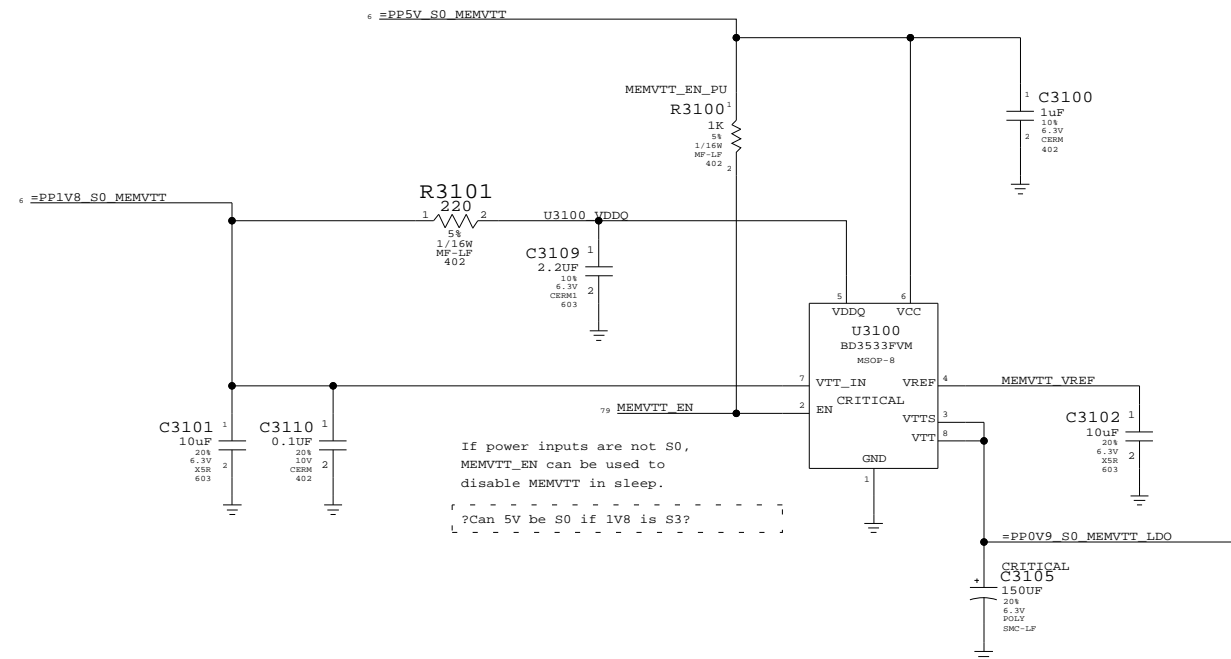 6 =PP5V_S0_MEMVTT
MEMVTT_EN_PU
R3100
1
1K
5%
1/16W
MF-LF
402
2
1
C3100
1uF
10%
6.3V
CERM
402
2
6 =PP1V8_S0_MEMVTT
R3101
1 220 2
5%
1/16W
MF-LF
402
U3100_VDDQ
C3109
1
2.2UF
10%
6.3V
CERM1
603
2
5 6
VDDQ VCC
U3100
BD3533FVM
MSOP-8
7 VTT_IN VREF 4 MEMVTT_VREF
CRITICAL
79 MEMVTT_EN 2 EN
VTTS 3
VTT 8
GND
1
C3101
1
10uF
20%
6.3V
X5R
603
2
C3110
1
0.1UF
20%
10V
CERM
402
2
C3102
1
10uF
20%
6.3V
X5R
603
2
If power inputs are not S0,
MEMVTT_EN can be used to
disable MEMVTT in sleep.
?Can 5V be S0 if 1V8 is S3?
=PP0V9_S0_MEMVTT_LDO
CRITICAL
C3105
+
150UF
20%
6.3V
POLY
SMC-LF